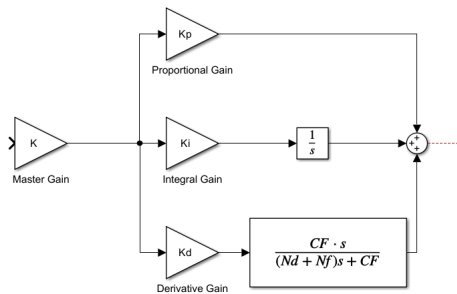 Kp
Proportional Gain
K
Master Gain
Ki
Integral Gain
1
s
+
+
+
Kd
Derivative Gain
CF · s
(Nd + Nf)s + CF